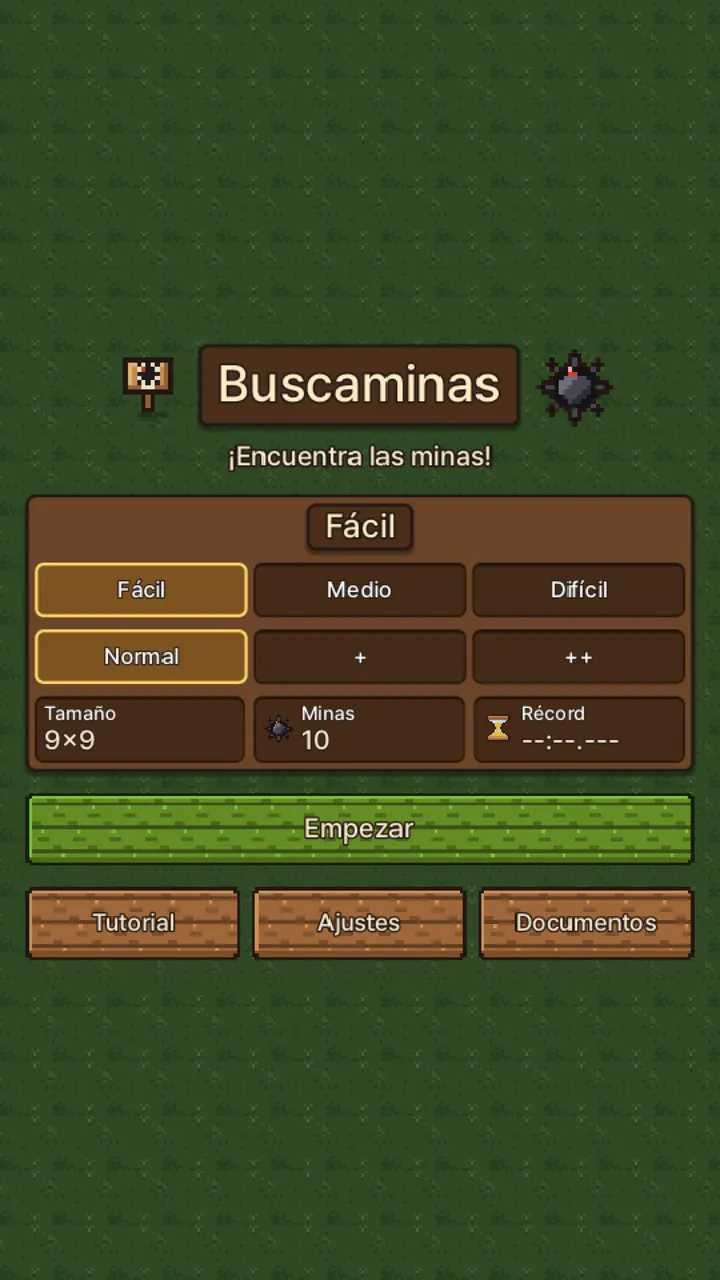 Buscaminas
¡Encuentra las minas!
Fácil
Fácil
Medio
Difícil
Normal
+
++
Tamaño
9×9
Minas
10
Récord
--:--.---
Empezar
Tutorial
Ajustes
Documentos